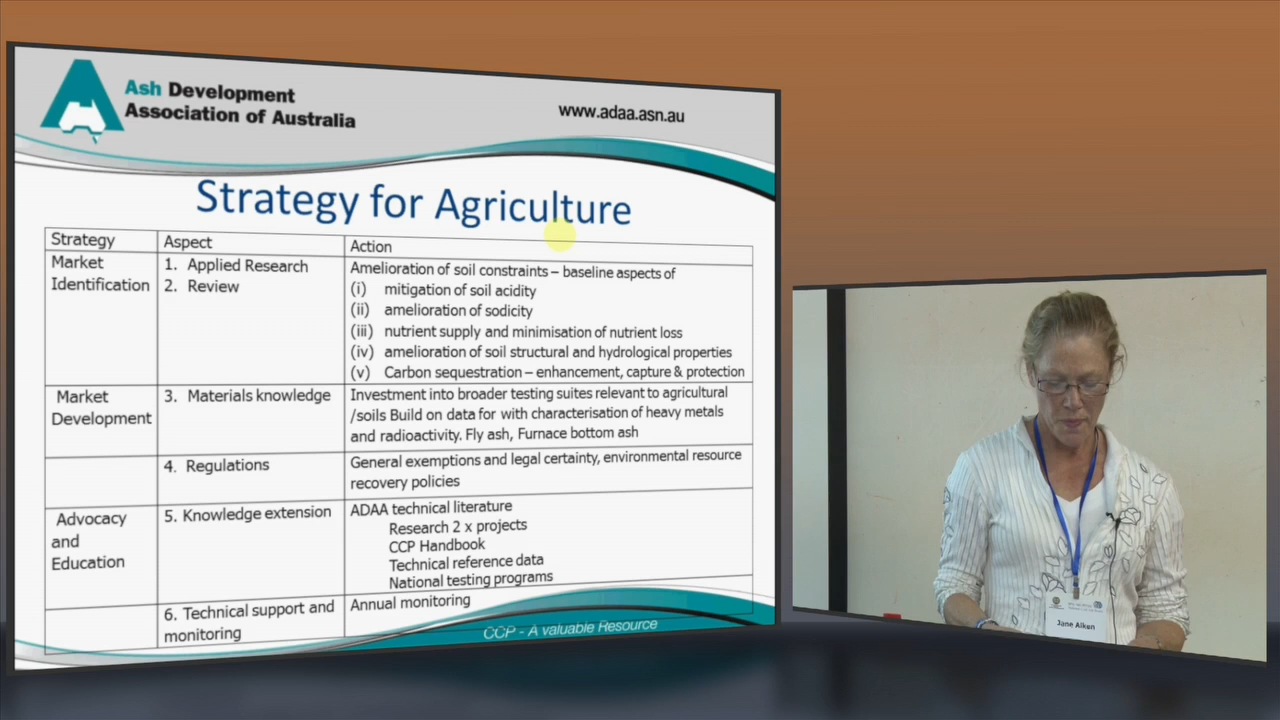 Ash Development
Association of Australia
www.adaa.asn.au
Strategy for Agriculture
Strategy
Aspect
Action
Market
Identification
1. Applied Research
2. Review
Amelioration of soil constraints – baseline aspects of
(i) mitigation of soil acidity
(ii) amelioration of sodicity
(iii) nutrient supply and minimisation of nutrient loss
(iv) amelioration of soil structural and hydrological properties
(v) Carbon sequestration – enhancement, capture & protection
Market
Development
3. Materials knowledge
Investment into broader testing suites relevant to agricultural
/soils Build on data for with characterisation of heavy metals
and radioactivity. Fly ash, Furnace bottom ash
4. Regulations
General exemptions and legal certainty, environmental resource
recovery policies
Advocacy
and
Education
5. Knowledge extension
ADAA technical literature
Research 2 x projects
CCP Handbook
Technical reference data
National testing programs
6. Technical support and
monitoring
Annual monitoring
CCP - A valuable Resource
Jane Aiken